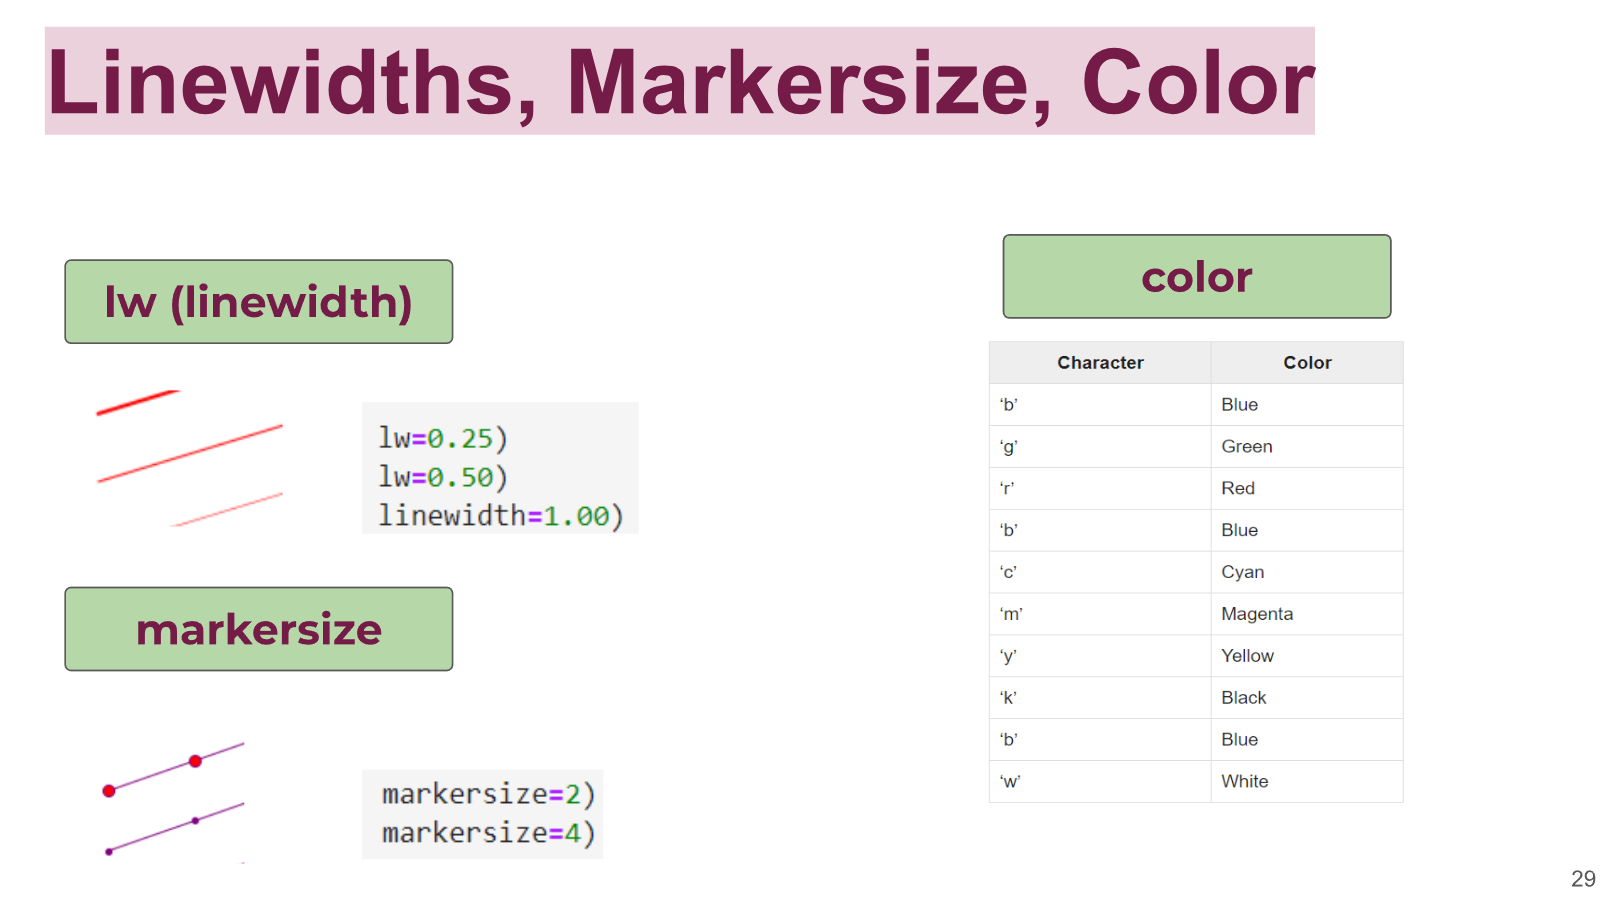 Linewidths, Markersize, Color
lw (linewidth)
lw=0.25)
lw=0.50)
linewidth=1.00)
markersize
markersize=2)
markersize=4)
color
Character Color
‘b’ Blue
‘g’ Green
‘r’ Red
‘b’ Blue
‘c’ Cyan
‘m’ Magenta
‘y’ Yellow
‘k’ Black
‘b’ Blue
‘w’ White
29